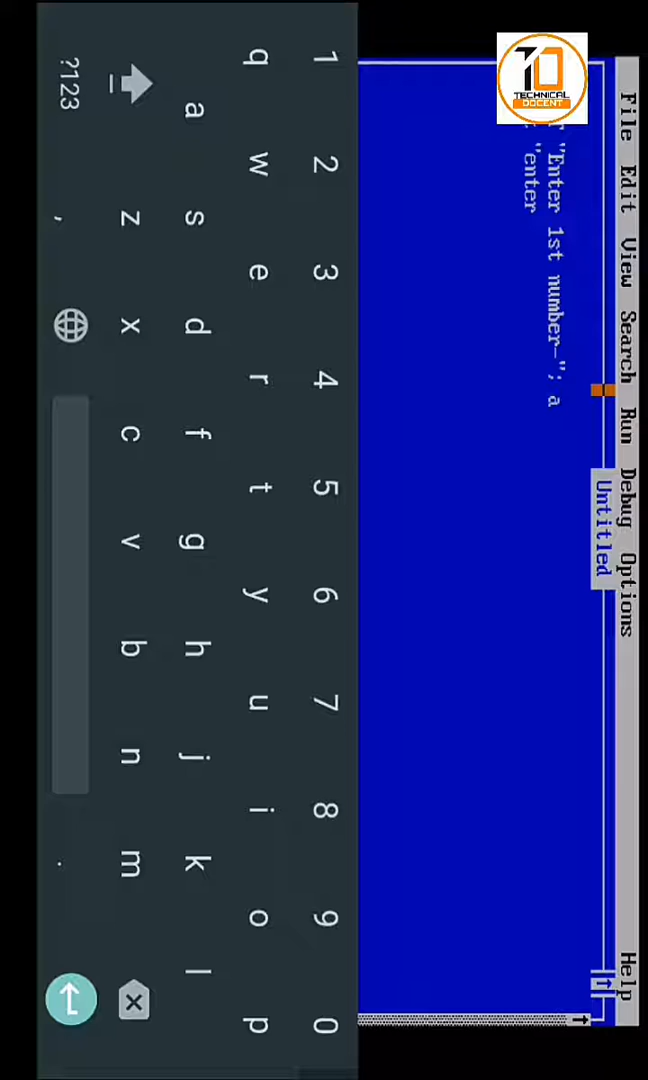 File Edit View Search Run Debug Options Help
Untitled
TECHNICAL
DOCENT
"Enter 1st number-"; a
"enter
1 2 3 4 5 6 7 8 9 0
q w e r t y u i o p
a s d f g h j k l
z x c v b n m
?123 , .